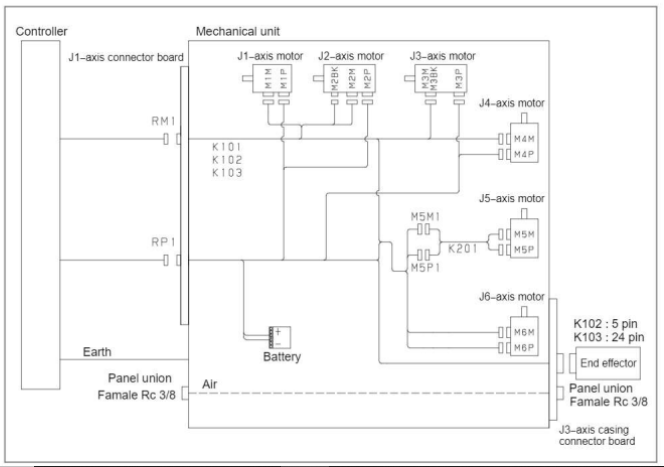 Controller
Mechanical unit
J1-axis connector board
J1-axis motor
J2-axis motor
J3-axis motor
M1M
M1P
M2BK
M2M
M2P
M3M
M3BK
M3P
J4-axis motor
M4M
M4P
RM1
K101
K102
K103
J5-axis motor
M5M1
M5M
M5P
K201
M5P1
RP1
J6-axis motor
M6M
M6P
+
−
Battery
K102 : 5 pin
K103 : 24 pin
End effector
Earth
Panel union
Famale Rc 3/8
Air
Panel union
Famale Rc 3/8
J3-axis casing
connector board